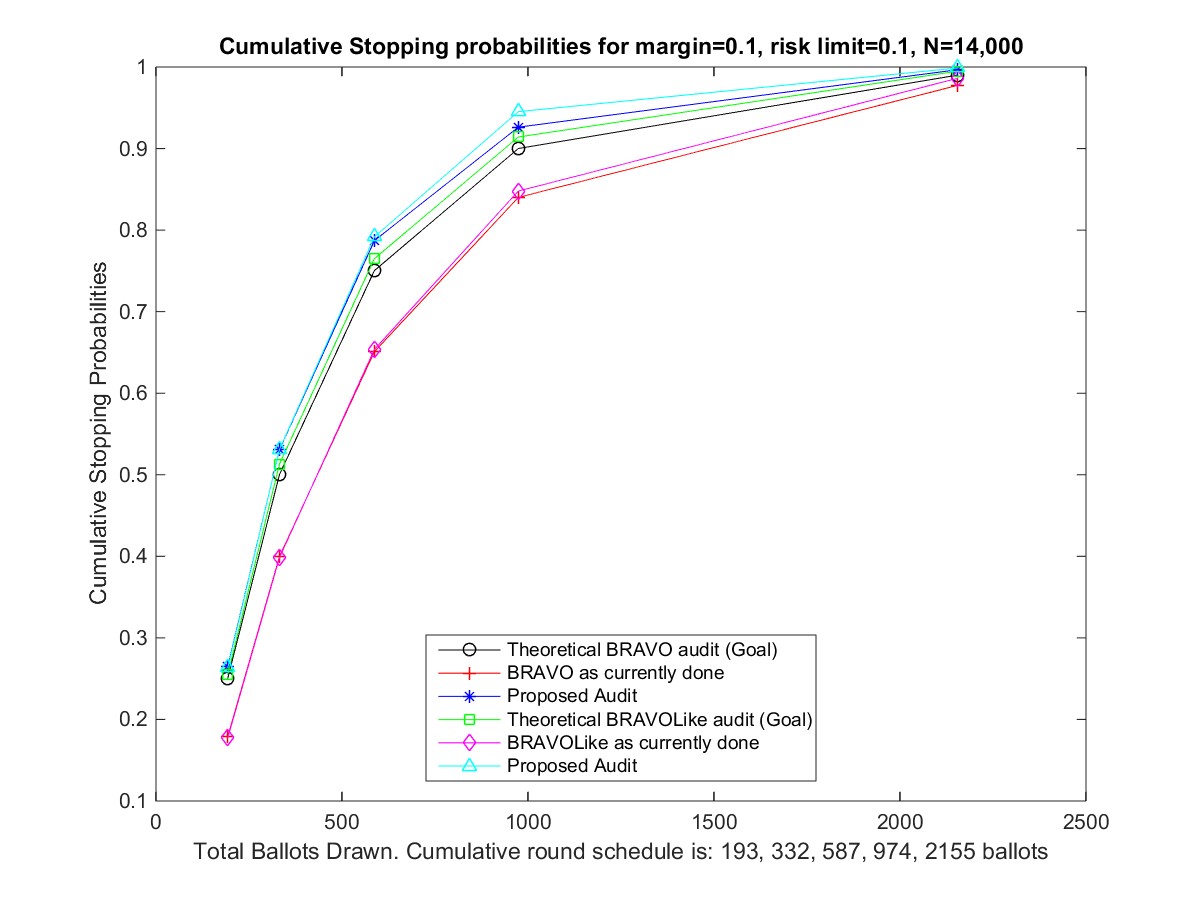 Cumulative Stopping probabilities for margin=0.1, risk limit=0.1, N=14,000
1
0.9
0.8
0.7
0.6
0.5
0.4
0.3
0.2
0.1
Cumulative Stopping Probabilities
Theoretical BRAVO audit (Goal)
BRAVO as currently done
Proposed Audit
Theoretical BRAVOLike audit (Goal)
BRAVOLike as currently done
Proposed Audit
0 500 1000 1500 2000 2500
Total Ballots Drawn. Cumulative round schedule is: 193, 332, 587, 974, 2155 ballots